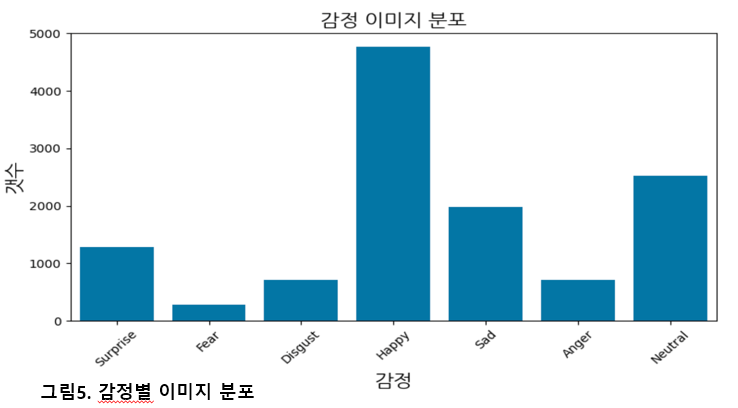 감정 이미지 분포
갯수
5000
4000
3000
2000
1000
0
Surprise
Fear
Disgust
Happy
Sad
Anger
Neutral
감정
그림5. 감정별 이미지 분포